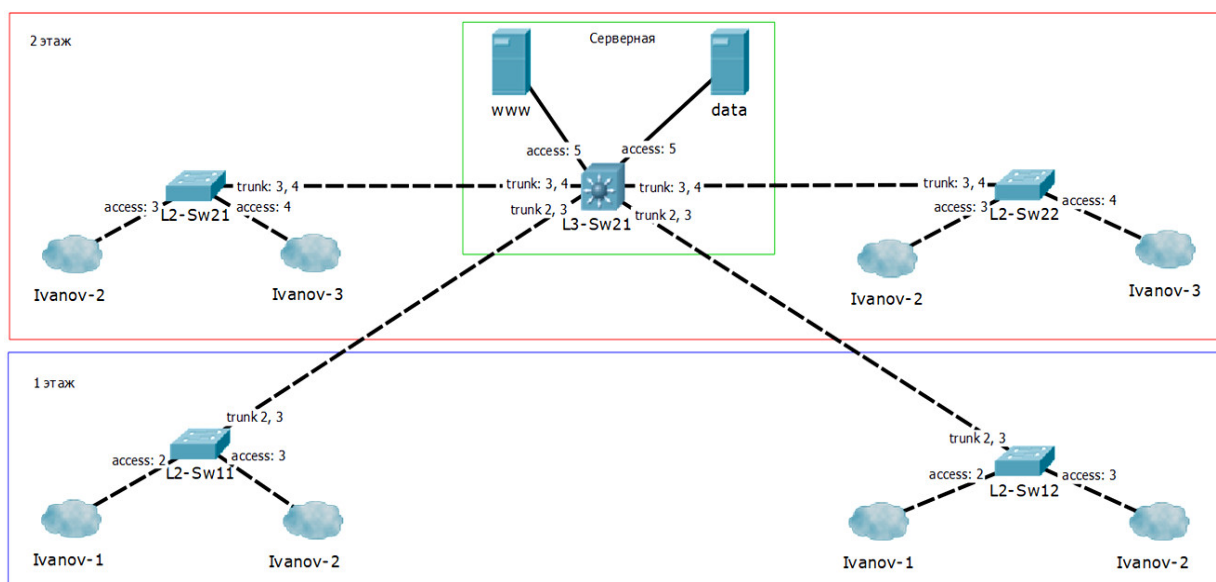 2 этаж
Серверная
www
data
access: 5
access: 5
trunk: 3, 4
trunk: 3, 4
trunk: 3, 4
trunk: 3, 4
access: 3
access: 4
L2-Sw21
trunk 2, 3
trunk 2, 3
L3-Sw21
access: 3
access: 4
L2-Sw22
Ivanov-2
Ivanov-3
Ivanov-2
Ivanov-3
1 этаж
trunk 2, 3
trunk 2, 3
access: 2
access: 3
L2-Sw11
access: 2
access: 3
L2-Sw12
Ivanov-1
Ivanov-2
Ivanov-1
Ivanov-2